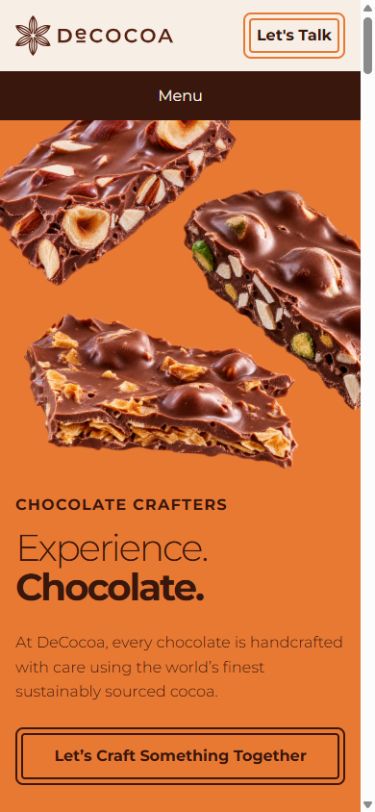 DeCOCOA
Let's Talk
Menu
CHOCOLATE CRAFTERS
Experience.
Chocolate.
At DeCocoa, every chocolate is handcrafted
with care using the world’s finest
sustainably sourced cocoa.
Let’s Craft Something Together